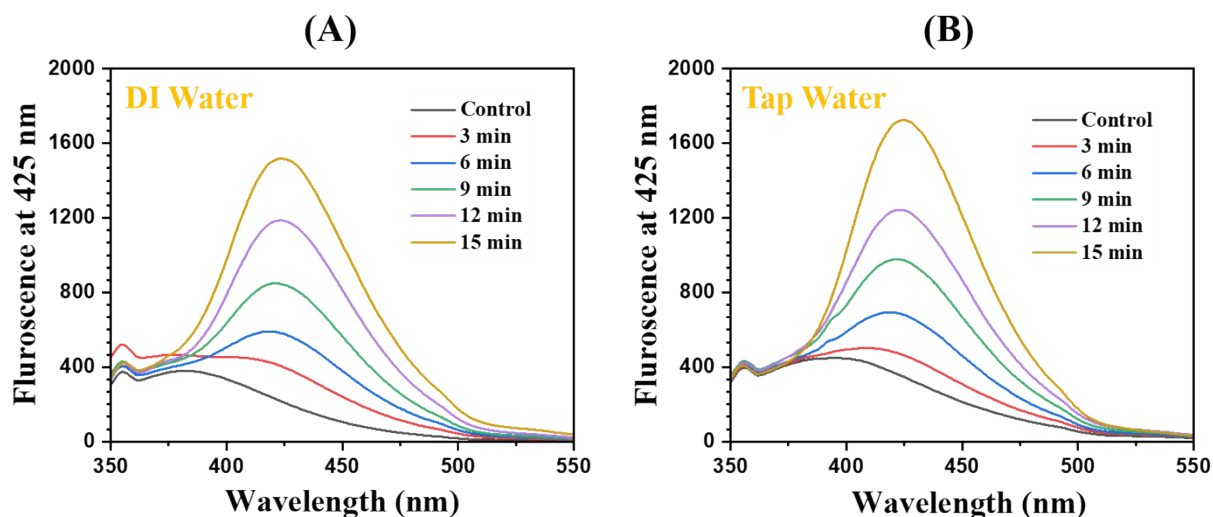 (A)
DI Water
Control
3 min
6 min
9 min
12 min
15 min
2000
1600
1200
800
400
0
350
400
450
500
550
Fluroscence at 425 nm
Wavelength (nm)
(B)
Tap Water
Control
3 min
6 min
9 min
12 min
15 min
2000
1600
1200
800
400
0
350
400
450
500
550
Fluroscence at 425 nm
Wavelength (nm)